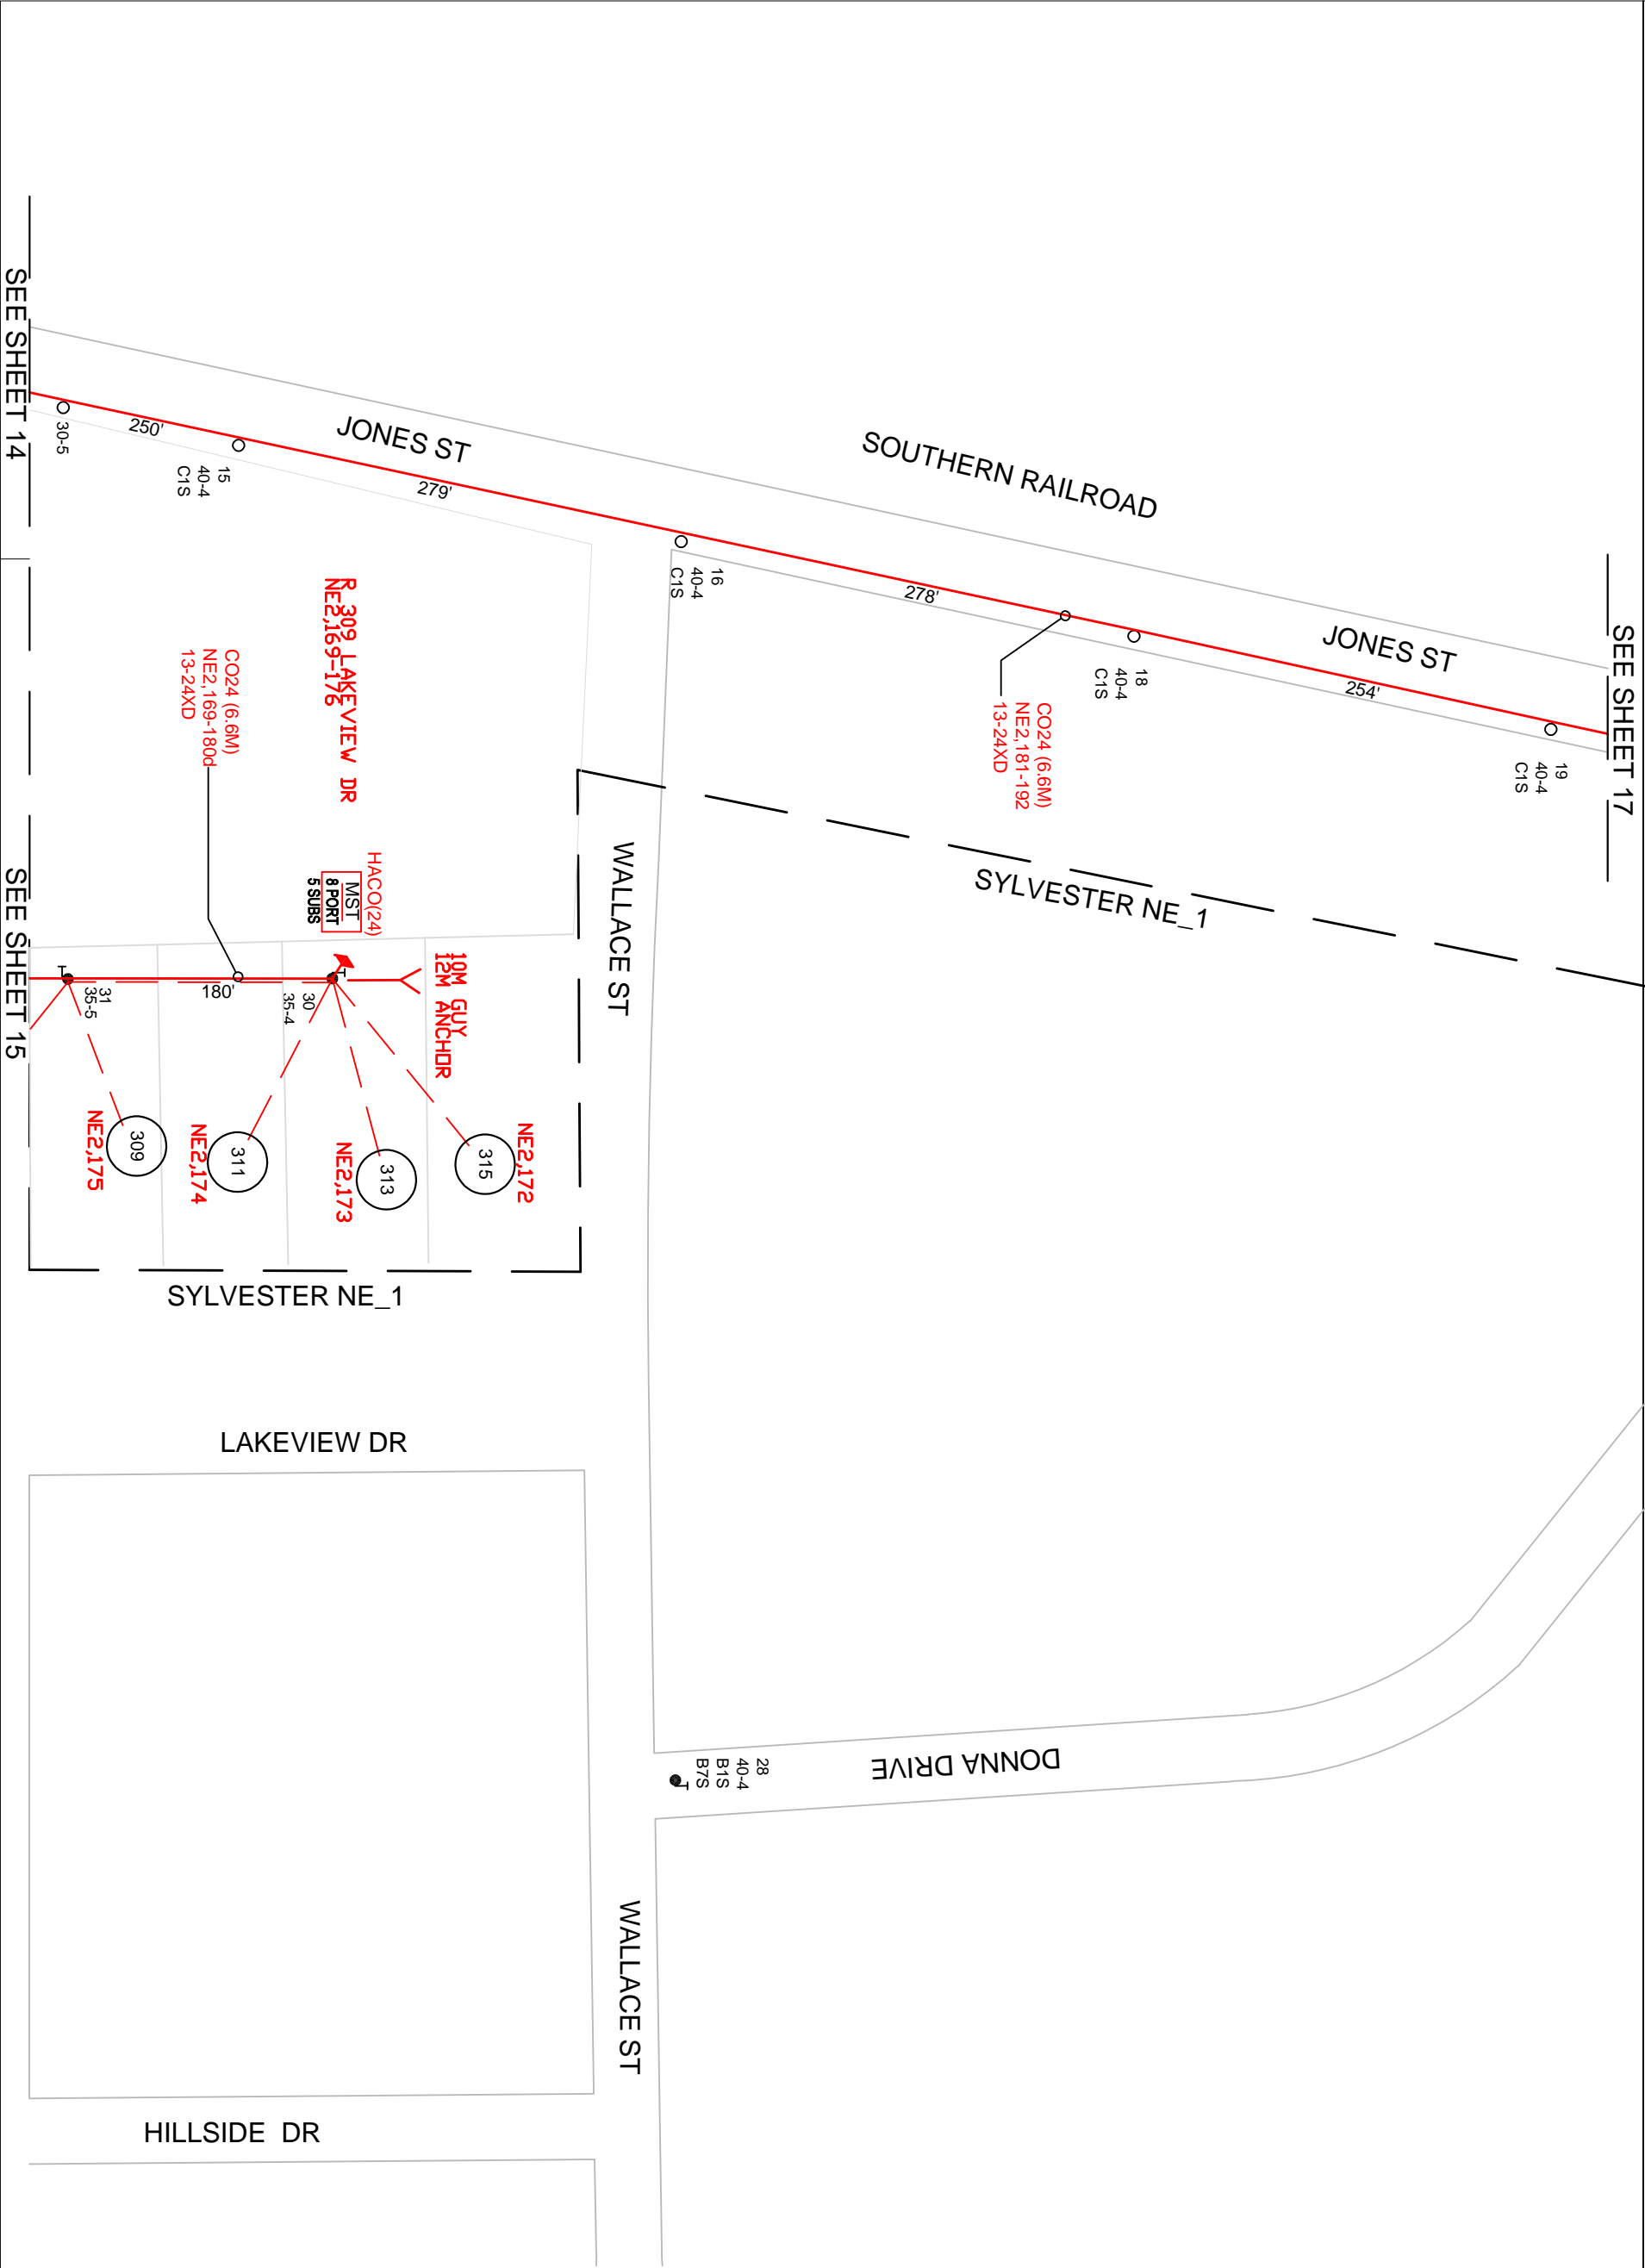 SEE SHEET 17
SEE SHEET 14
SEE SHEET 15
SOUTHERN RAILROAD
JONES ST
JONES ST
30-5
250'
15
40-4
C1S
279'
16
40-4
C1S
278'
18
40-4
C1S
254'
19
40-4
C1S
CO24 (6.6M)
NE2,181-192
13-24XD
SYLVESTER NE_1
R 309 LAKEVIEW DR
NE2,169-176
CO24 (6.6M)
NE2,169-180d
13-24XD
HACO(24)
MST
8 PORT
5 SUBS
10M GUY
12M ANCHOR
T
30
35-4
180'
T
31
35-5
NE2,172
315
313
NE2,173
311
NE2,174
309
NE2,175
SYLVESTER NE_1
WALLACE ST
LAKEVIEW DR
DONNA DRIVE
28
40-4
B1S
B7S
T
WALLACE ST
HILLSIDE DR